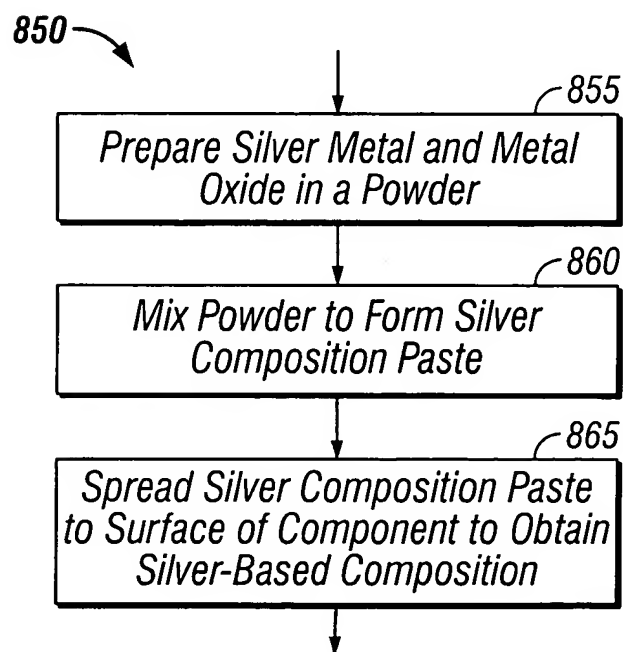 850
855
Prepare Silver Metal and Metal
Oxide in a Powder
860
Mix Powder to Form Silver
Composition Paste
865
Spread Silver Composition Paste
to Surface of Component to Obtain
Silver-Based Composition